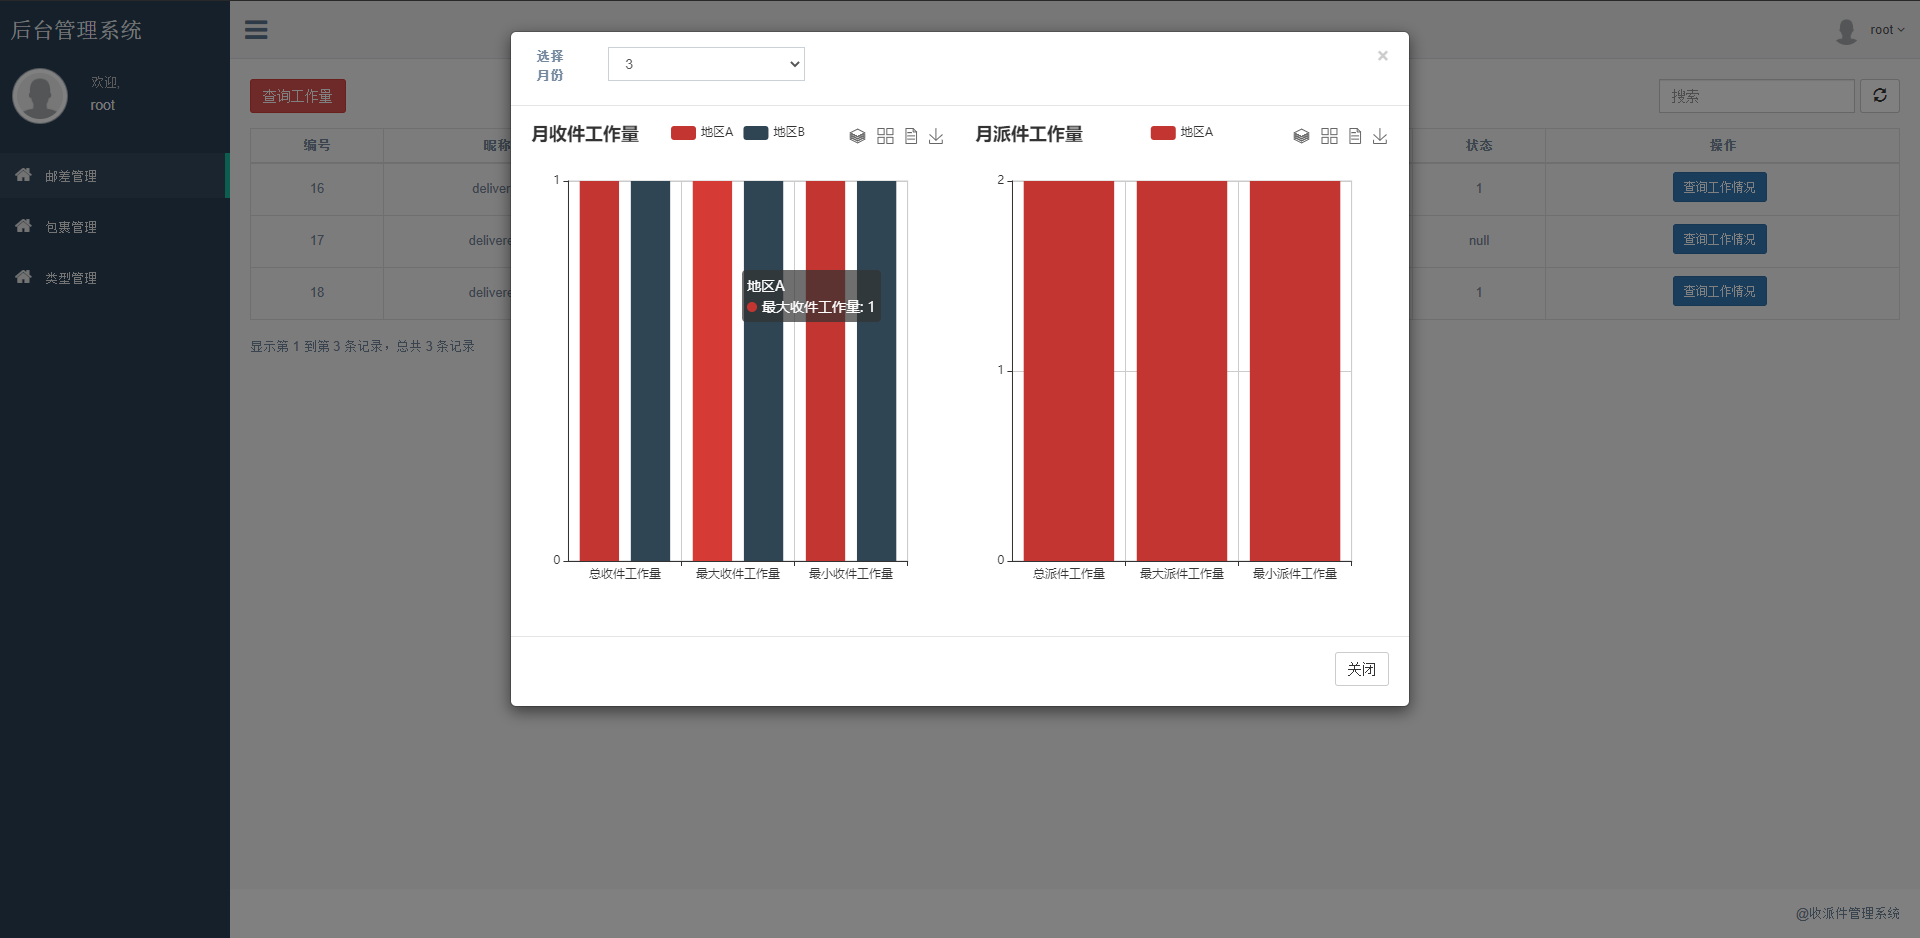 后台管理系统
欢迎,
root
邮差管理
包裹管理
类型管理
root
查询工作量
搜索
编号
昵称
状态
操作
16
deliver
1
查询工作情况
17
delivere
null
查询工作情况
18
delivere
1
查询工作情况
显示第 1 到第 3 条记录，总共 3 条记录
选择
月份
3
×
月收件工作量
地区A
地区B
1
0
总收件工作量
最大收件工作量
最小收件工作量
地区A
最大收件工作量: 1
月派件工作量
地区A
2
1
0
总派件工作量
最大派件工作量
最小派件工作量
关闭
@收派件管理系统